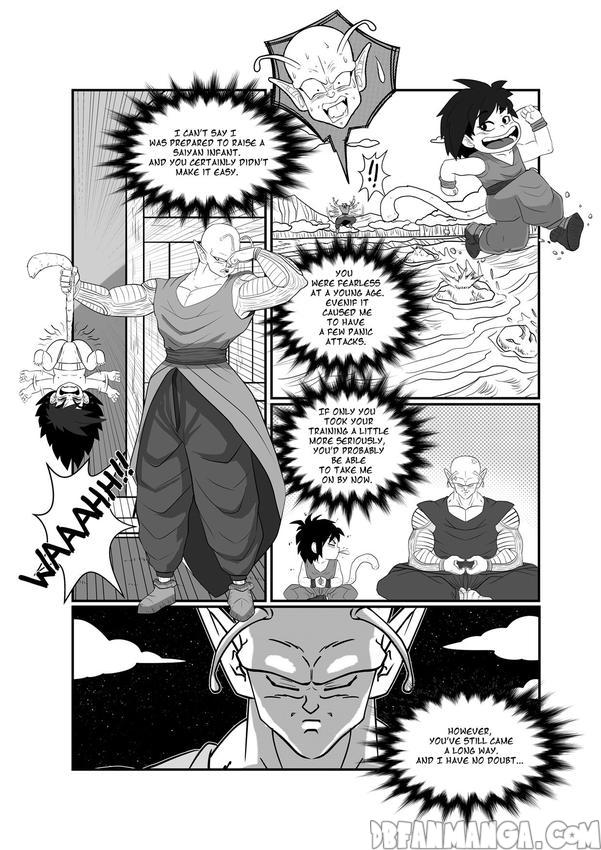 I CAN'T SAY I
WAS PREPARED TO RAISE A
SAIYAN INFANT.
AND YOU CERTAINLY DIDN'T
MAKE IT EASY.
!!
YOU
WERE FEARLESS
AT A YOUNG AGE.
EVENIF IT
CAUSED ME
TO HAVE
A FEW PANIC
ATTACKS.
WAAAAHH!!
IF ONLY YOU
TOOK YOUR
TRAINING A LITTLE
MORE SERIOUSLY,
YOU'D PROBABLY
BE ABLE
TO TAKE ME
ON BY NOW.
HOWEVER,
YOU'VE STILL CAME
A LONG WAY.
AND I HAVE NO DOUBT...
DBFANMANGA.COM